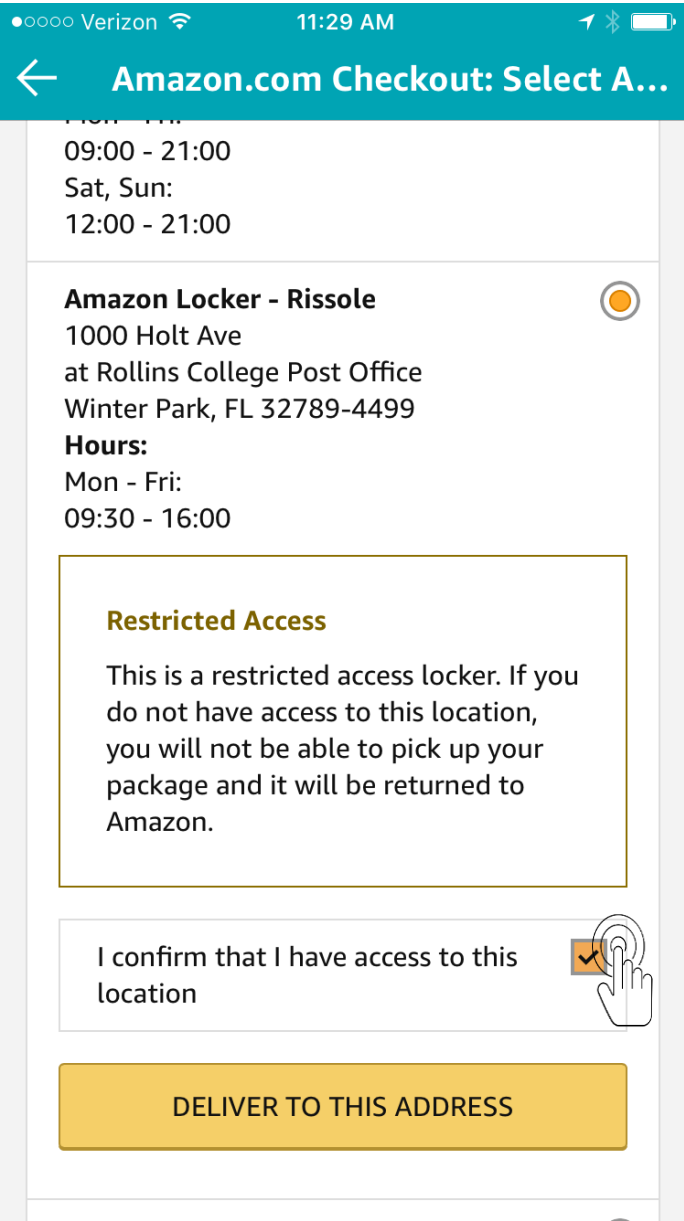 Verizon 11:29 AM
Amazon.com Checkout: Select A...
09:00 - 21:00
Sat, Sun:
12:00 - 21:00
Amazon Locker - Rissole
1000 Holt Ave
at Rollins College Post Office
Winter Park, FL 32789-4499
Hours:
Mon - Fri:
09:30 - 16:00
Restricted Access
This is a restricted access locker. If you
do not have access to this location,
you will not be able to pick up your
package and it will be returned to
Amazon.
I confirm that I have access to this
location
DELIVER TO THIS ADDRESS